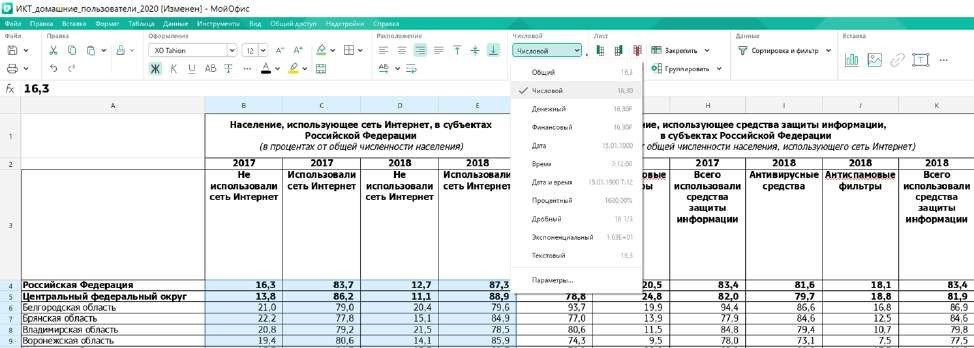 ИКТ_домашние_пользователи_2020 [Изменен] - МойОфис
Файл Правка Вставка Формат Таблица Данные Инструменты Вид Общий доступ Надстройки Справка
Файл Правка Оформление Расположение Числовой Лист Данные Вставка
XO Tahion 12 Числовой Закрепить Сортировка и фильтр
Ж К Ч АВ Группировать
fx 16,3
A B C D E H I J K
1 Население, использующее сеть Интернет, в субъектах
Российской Федерации
(в процентах от общей численности населения)
ние, использующее средства защиты информации,
в субъектах Российской Федерации
общей численности населения, использующего сеть Интернет)
2 2017 2017 2018 2018 2017 2018 2018 2018
3 Не использовали сеть Интернет
Использовали сеть Интернет
Не использовали сеть Интернет
Использовали сеть Интернет
овые
ры
Всего использовали средства защиты информации
Антивирусные средства
Антиспамовые фильтры
Всего использовали средства защиты информации
Общий 16,3
Числовой 16,30
Денежный 16,30₽
Финансовый 16,30₽
Дата 15.01.1900
Время 7:12:00
Дата и время 15.01.1900 7:12
Процентный 1630,00%
Дробный 16 1/3
Экспоненциальный 1,63E+01
Текстовый 16,3
Параметры...
4 Российская Федерация 16,3 83,7 12,7 87,3 20,5 83,4 81,6 18,1 83,4
5 Центральный федеральный округ 13,8 86,2 11,1 88,9 78,8 24,8 82,0 79,7 18,8 81,9
6 Белгородская область 21,0 79,0 20,4 79,6 93,7 19,9 94,4 86,6 16,8 86,9
7 Брянская область 22,2 77,8 15,1 84,9 77,0 13,9 77,9 84,6 12,5 84,6
8 Владимирская область 20,8 79,2 21,5 78,5 80,6 11,5 84,8 79,4 10,7 79,8
9 Воронежская область 19,4 80,6 14,1 85,9 74,3 9,5 78,0 73,1 7,5 77,5